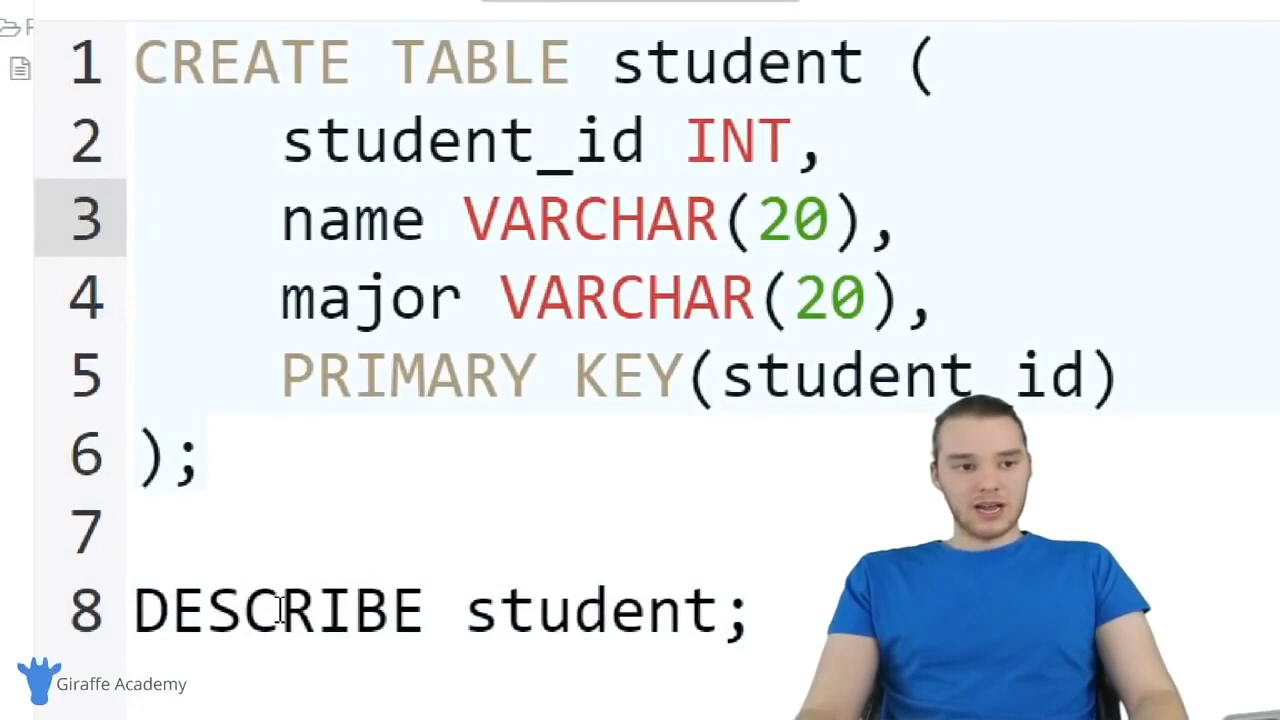 1 CREATE TABLE student (
2 student_id INT,
3 name VARCHAR(20),
4 major VARCHAR(20),
5 PRIMARY KEY(student_id)
6 );
7
8 DESCRIBE student;
Giraffe Academy